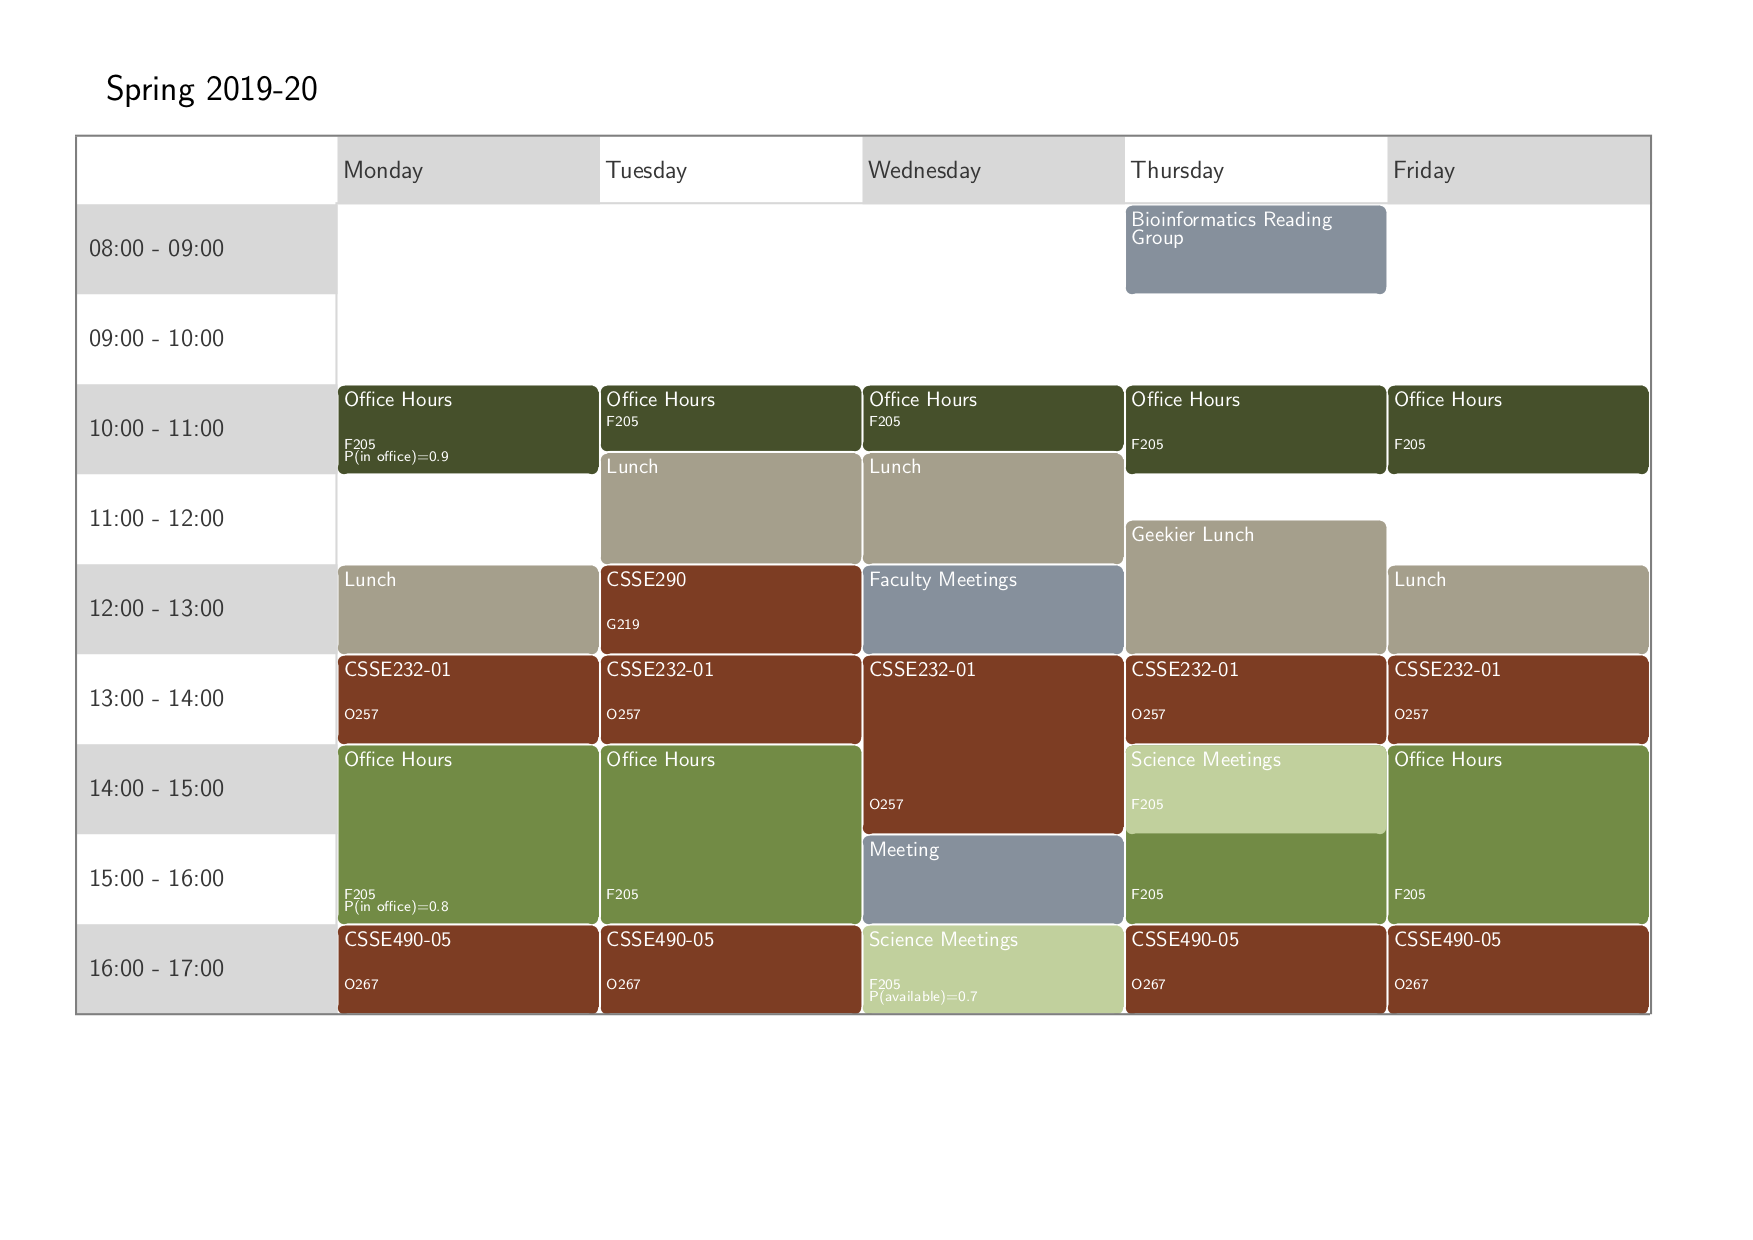 Spring 2019-20
Monday Tuesday Wednesday Thursday Friday
08:00 - 09:00
Bioinformatics Reading
Group
09:00 - 10:00
10:00 - 11:00
Office Hours
F205
P(in office)=0.9
Office Hours
F205
Office Hours
F205
Office Hours
F205
Office Hours
F205
Lunch
Lunch
11:00 - 12:00
Geekier Lunch
12:00 - 13:00
Lunch
CSSE290
G219
Faculty Meetings
Lunch
13:00 - 14:00
CSSE232-01
O257
CSSE232-01
O257
CSSE232-01
O257
CSSE232-01
O257
CSSE232-01
O257
14:00 - 15:00
Office Hours
F205
P(in office)=0.8
Office Hours
F205
Science Meetings
F205
Office Hours
F205
15:00 - 16:00
Meeting
F205
16:00 - 17:00
CSSE490-05
O267
CSSE490-05
O267
Science Meetings
F205
P(available)=0.7
CSSE490-05
O267
CSSE490-05
O267